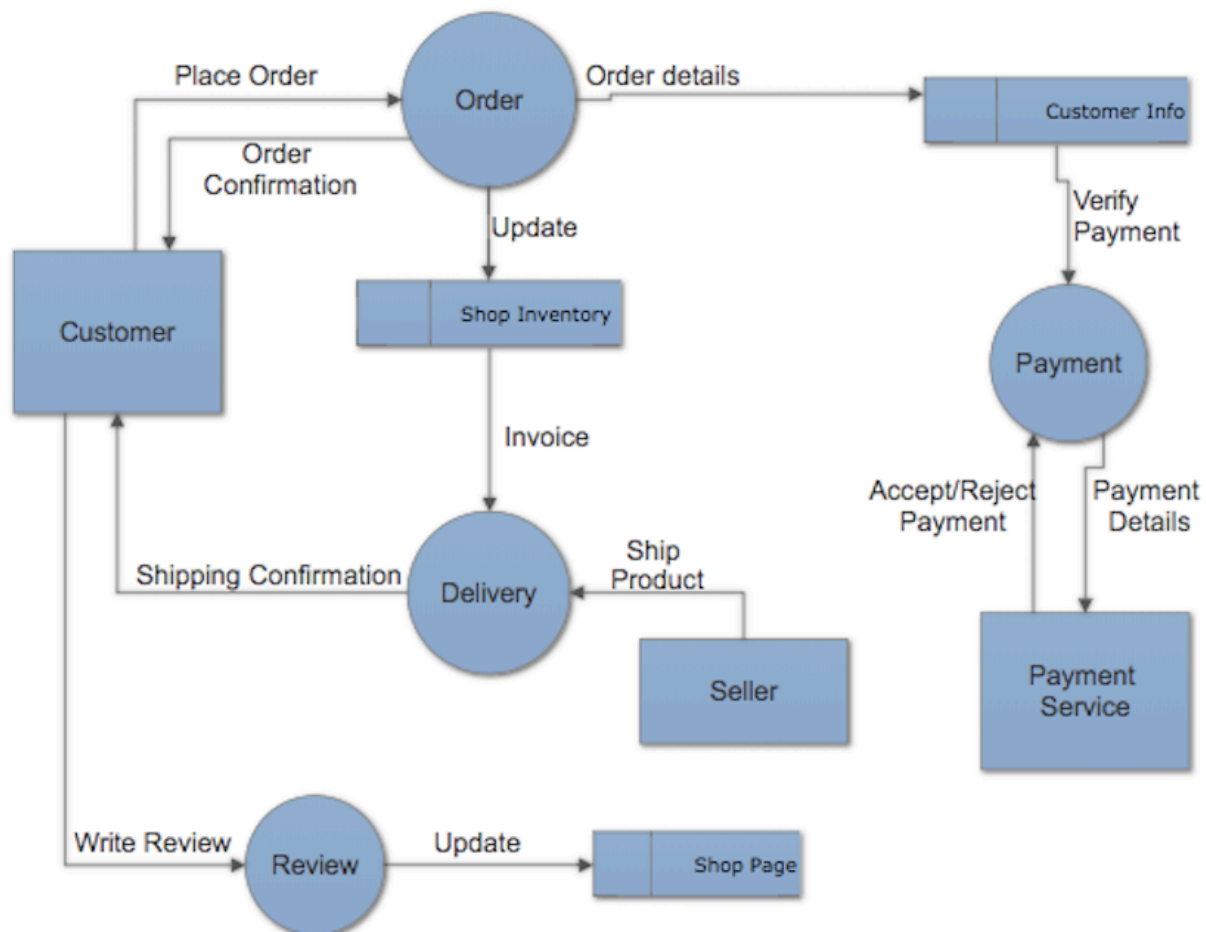 Place Order
Order
Order details
Customer Info
Order
Confirmation
Update
Verify
Payment
Shop Inventory
Customer
Payment
Invoice
Accept/Reject
Payment
Payment
Details
Ship
Product
Shipping Confirmation
Delivery
Seller
Payment
Service
Write Review
Review
Update
Shop Page